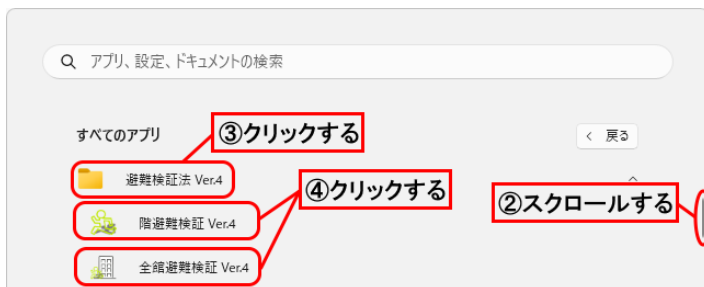 アプリ、設定、ドキュメントの検索
すべてのアプリ
③クリックする
< 戻る
避難検証法 Ver.4
④クリックする
②スクロールする
階避難検証 Ver.4
全館避難検証 Ver.4